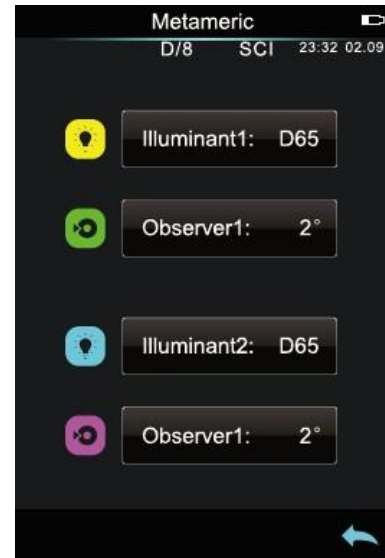 Metameric
D/8 SCI 23:32 02.09
Illuminant1: D65
Observer1: 2°
Illuminant2: D65
Observer1: 2°